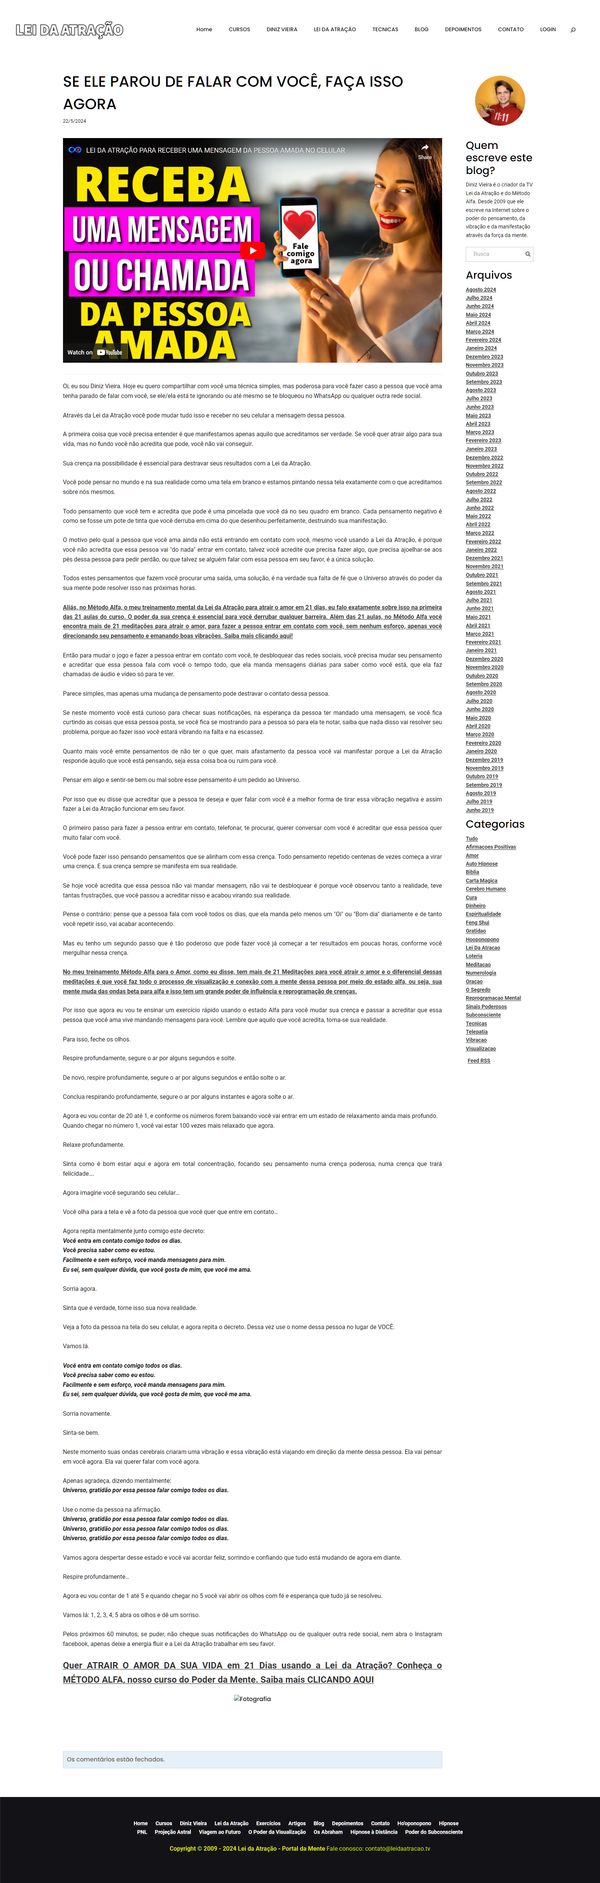 LEI DA ATRAÇÃO
Home CURSOS DINIZ VIEIRA LEI DA ATRAÇÃO TECNICAS BLOG DEPOIMENTOS CONTATO LOGIN
SE ELE PAROU DE FALAR COM VOCÊ, FAÇA ISSO
AGORA
22/5/2024
LEI DA ATRAÇÃO PARA RECEBER UMA MENSAGEM DA PESSOA AMADA NO CELULAR
Share
RECEBA
UMA MENSAGEM
OU CHAMADA
DA PESSOA
AMADA
Fale
comigo
agora
Watch on YouTube
Oi, eu sou Diniz Vieira. Hoje eu quero compartilhar com você uma técnica simples, mas poderosa para você fazer caso a pessoa que você ama
tenha parado de falar com você, se ele/ela está te ignorando ou até mesmo se te bloqueou no WhatsApp ou qualquer outra rede social.
Através da Lei da Atração você pode mudar tudo isso e receber no seu celular a mensagem dessa pessoa.
A primeira coisa que você precisa entender é que manifestamos apenas aquilo que acreditamos ser verdade. Se você quer atrair algo para sua
vida, mas no fundo você não acredita que pode, você não vai conseguir.
Sua crença na possibilidade é essencial para destravar seus resultados com a Lei da Atração.
Você pode pensar no mundo e na sua realidade como uma tela em branco e estamos pintando nessa tela exatamente com o que acreditamos
sobre nós mesmos.
Todo pensamento que você tem e acredita que pode é uma pincelada que você dá no seu quadro em branco. Cada pensamento negativo é
como se fosse um pote de tinta que você derruba em cima do que desenhou perfeitamente, destruindo sua manifestação.
O motivo pelo qual a pessoa que você ama ainda não está entrando em contato com você, mesmo você usando a Lei da Atração, é porque
você não acredita que essa pessoa vai "do nada" entrar em contato, talvez você acredite que precisa fazer algo, que precisa ajoelhar-se aos
pés dessa pessoa para pedir perdão, ou que talvez se alguém falar com essa pessoa em seu favor, é a única solução.
Todos estes pensamentos que fazem você procurar uma saída, uma solução, é na verdade sua falta de fé que o Universo através do poder da
sua mente pode resolver isso nas próximas horas.
Aliás, no Método Alfa, o meu treinamento mental da Lei da Atração para atrair o amor em 21 dias, eu falo exatamente sobre isso na primeira
das 21 aulas do curso. O poder da sua crença é essencial para você derrubar qualquer barreira. Além das 21 aulas, no Método Alfa você
encontra mais de 21 meditações para atrair o amor, para fazer a pessoa entrar em contato com você, sem nenhum esforço, apenas você
direcionando seu pensamento e emanando boas vibrações. Saiba mais clicando aqui!
Então para mudar o jogo e fazer a pessoa entrar em contato com você, te desbloquear das redes sociais, você precisa mudar seu pensamento
e acreditar que essa pessoa fala com você o tempo todo, que ela manda mensagens diárias para saber como você está, que ela faz
chamadas de áudio e vídeo só para te ver.
Parece simples, mas apenas uma mudança de pensamento pode destravar o contato dessa pessoa.
Se neste momento você está curioso para checar suas notificações, na esperança da pessoa ter mandado uma mensagem, se você fica
curtindo as coisas que essa pessoa posta, se você fica se mostrando para a pessoa só para ela te notar, saiba que nada disso vai resolver seu
problema, porque ao fazer isso você estará vibrando na falta e na escassez.
Quanto mais você emite pensamentos de não ter o que quer, mais afastamento da pessoa você vai manifestar porque a Lei da Atração
responde àquilo que você está pensando, seja essa coisa boa ou ruim para você.
Pensar em algo e sentir-se bem ou mal sobre esse pensamento é um pedido ao Universo.
Por isso que eu disse que acreditar que a pessoa te deseja e quer falar com você é a melhor forma de tirar essa vibração negativa e assim
fazer a Lei da Atração funcionar em seu favor.
O primeiro passo para fazer a pessoa entrar em contato, telefonar, te procurar, querer conversar com você é acreditar que essa pessoa quer
muito falar com você.
Você pode fazer isso pensando pensamentos que se alinham com essa crença. Todo pensamento repetido centenas de vezes começa a virar
uma crença. E sua crença sempre se manifesta em sua realidade.
Se hoje você acredita que essa pessoa não vai mandar mensagem, não vai te desbloquear é porque você observou tanto a realidade, teve
tantas frustrações, que você passou a acreditar nisso e acabou virando sua realidade.
Pense o contrário: pense que a pessoa fala com você todos os dias, que ela manda pelo menos um "Oi" ou "Bom dia" diariamente e de tanto
você repetir isso, vai acabar acontecendo.
Mas eu tenho um segundo passo que é tão poderoso que pode fazer você já começar a ter resultados em poucas horas, conforme você
mergulhar nessa crença.
No meu treinamento Método Alfa para o Amor, como eu disse, tem mais de 21 Meditações para você atrair o amor e o diferencial dessas
meditações é que você faz todo o processo de visualização e conexão com a mente dessa pessoa por meio do estado alfa, ou seja, sua
mente muda das ondas beta para alfa e isso tem um grande poder de influência e reprogramação de crenças.
Por isso que agora eu vou te ensinar um exercício rápido usando o estado Alfa para você mudar sua crença e passar a acreditar que essa
pessoa que você ama vive mandando mensagens para você. Lembre que aquilo que você acredita, torna-se sua realidade.
Para isso, feche os olhos.
Respire profundamente, segure o ar por alguns segundos e solte.
De novo, respire profundamente, segure o ar por alguns segundos e então solte o ar.
Conclua respirando profundamente, segure o ar por alguns instantes e agora solte o ar.
Agora eu vou contar de 20 até 1, e conforme os números forem baixando você vai entrar em um estado de relaxamento ainda mais profundo.
Quando chegar no número 1, você vai estar 100 vezes mais relaxado que agora.
Relaxe profundamente.
Sinta como é bom estar aqui e agora em total concentração, focando seu pensamento numa crença poderosa, numa crença que trará
felicidade...
Agora imagine você segurando seu celular...
Você olha para a tela e vê a foto da pessoa que você quer que entre em contato...
Agora repita mentalmente junto comigo este decreto:
Você entra em contato comigo todos os dias.
Você precisa saber como eu estou.
Facilmente e sem esforço, você manda mensagens para mim.
Eu sei, sem qualquer dúvida, que você gosta de mim, que você me ama.
Sorria agora.
Sinta que é verdade, torne isso sua nova realidade.
Veja a foto da pessoa na tela do seu celular, e agora repita o decreto. Dessa vez use o nome dessa pessoa no lugar de VOCÊ.
Vamos lá.
Você entra em contato comigo todos os dias.
Você precisa saber como eu estou.
Facilmente e sem esforço, você manda mensagens para mim.
Eu sei, sem qualquer dúvida, que você gosta de mim, que você me ama.
Sorria novamente.
Sinta-se bem.
Neste momento suas ondas cerebrais criaram uma vibração e essa vibração está viajando em direção da mente dessa pessoa. Ela vai pensar
em você agora. Ela vai querer falar com você agora.
Apenas agradeça, dizendo mentalmente:
Universo, gratidão por essa pessoa falar comigo todos os dias.
Use o nome da pessoa na afirmação.
Universo, gratidão por essa pessoa falar comigo todos os dias.
Universo, gratidão por essa pessoa falar comigo todos os dias.
Universo, gratidão por essa pessoa falar comigo todos os dias.
Vamos agora despertar desse estado e você vai acordar feliz, sorrindo e confiando que tudo está mudando de agora em diante.
Respire profundamente...
Agora eu vou contar de 1 até 5 e quando chegar no 5 você vai abrir os olhos com fé e esperança que tudo já se resolveu.
Vamos lá: 1, 2, 3, 4, 5 abra os olhos e dê um sorriso.
Pelos próximos 60 minutos, se puder, não cheque suas notificações do WhatsApp ou de qualquer outra rede social, nem abra o Instagram
facebook, apenas deixe a energia fluir e a Lei da Atração trabalhar em seu favor.
Quer ATRAIR O AMOR DA SUA VIDA em 21 Dias usando a Lei da Atração? Conheça o
MÉTODO ALFA, nosso curso do Poder da Mente. Saiba mais CLICANDO AQUI
Fotografia
Os comentários estão fechados.
Quem
escreve este
blog?
Diniz Vieira é o criador da TV
Lei da Atração e do Método
Alfa. Desde 2009 que ele
escreve na Internet sobre o
poder do pensamento, da
vibração e da manifestação
através da força da mente.
Busca
Arquivos
Agosto 2024
Julho 2024
Junho 2024
Maio 2024
Abril 2024
Março 2024
Fevereiro 2024
Janeiro 2024
Dezembro 2023
Novembro 2023
Outubro 2023
Setembro 2023
Agosto 2023
Julho 2023
Junho 2023
Maio 2023
Abril 2023
Março 2023
Fevereiro 2023
Janeiro 2023
Dezembro 2022
Novembro 2022
Outubro 2022
Setembro 2022
Agosto 2022
Julho 2022
Junho 2022
Maio 2022
Abril 2022
Março 2022
Fevereiro 2022
Janeiro 2022
Dezembro 2021
Novembro 2021
Outubro 2021
Setembro 2021
Agosto 2021
Julho 2021
Junho 2021
Maio 2021
Abril 2021
Março 2021
Janeiro 2021
Dezembro 2020
Novembro 2020
Outubro 2020
Setembro 2020
Agosto 2020
Julho 2020
Junho 2020
Maio 2020
Abril 2020
Março 2020
Fevereiro 2020
Janeiro 2020
Dezembro 2019
Novembro 2019
Outubro 2019
Setembro 2019
Agosto 2019
Julho 2019
Junho 2019
Categorias
Tudo
Afirmacoes Positivas
Amor
Auto Hipnose
Biblia
Carta Magica
Cerebro Humano
Cura
Dinheiro
Espiritualidade
Feng Shui
Gratidao
Hooponopono
Lei Da Atracao
Loteria
Meditacao
Numerologia
Oracao
O Segredo
Reprogramacao Mental
Sinais Poderosos
Subconsciente
Tecnicas
Telepatia
Vibracao
Visualizacao
Feed RSS
Home Cursos Diniz Vieira Lei da Atração Exercícios Artigos Blog Depoimentos Contato Ho'oponopono Hipnose
PNL Projeção Astral Viagem ao Futuro O Poder da Visualização Os Abraham Hipnose à Distância Poder do Subconsciente
Copyright © 2009 - 2024 Lei da Atração - Portal da Mente Fale conosco: contato@leidaatracao.tv